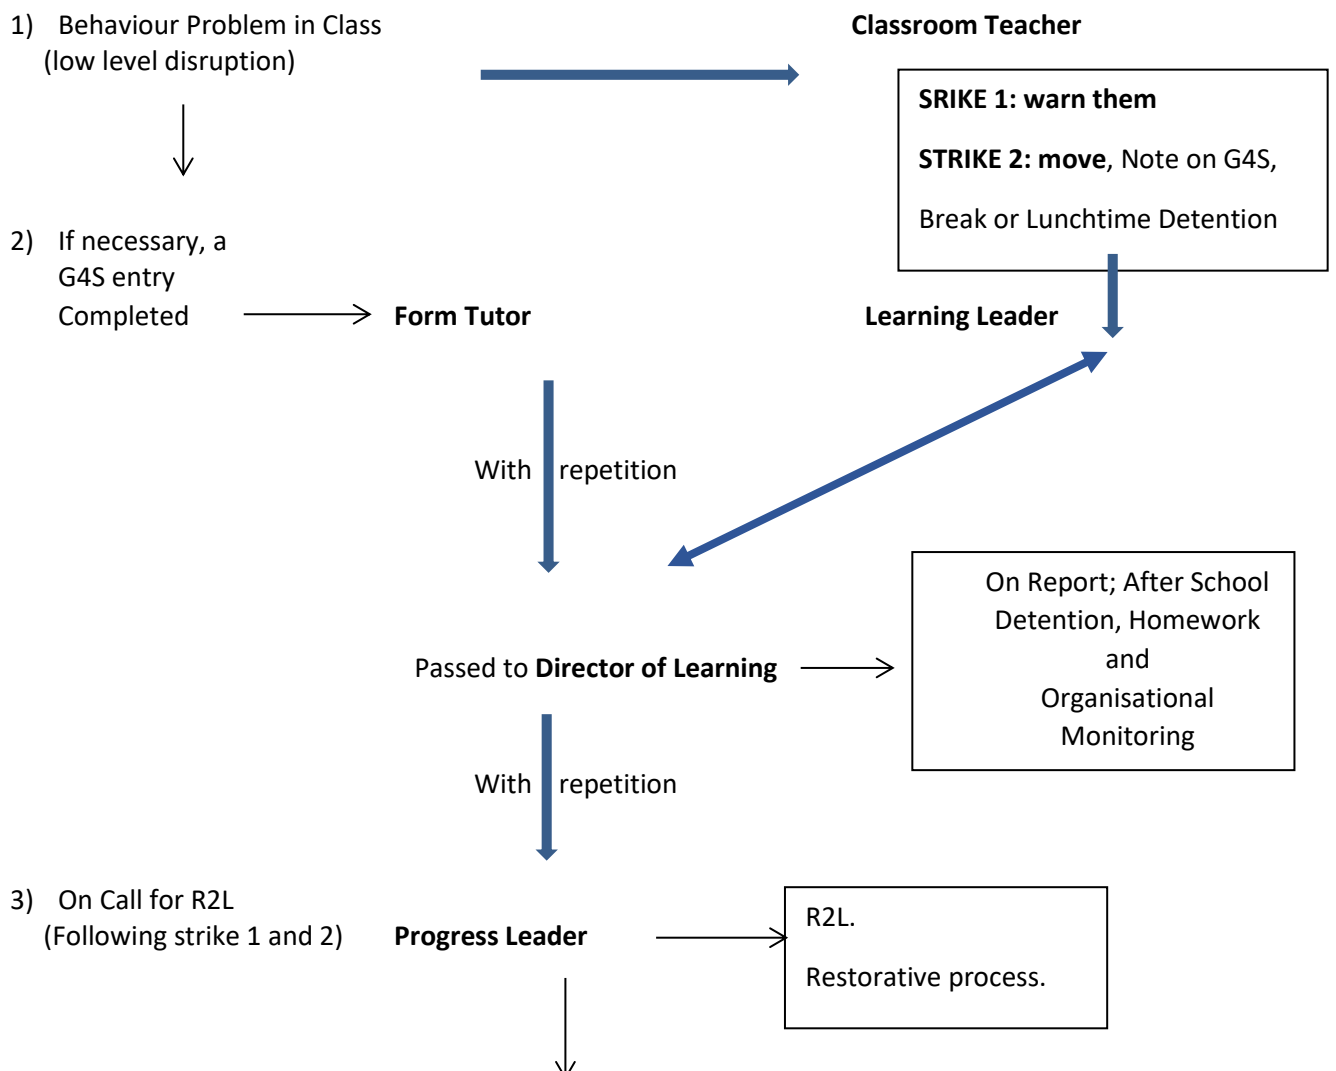 1) Behaviour Problem in Class
(low level disruption)
Classroom Teacher
SRIKE 1: warn them
STRIKE 2: move, Note on G4S,
Break or Lunchtime Detention
2) If necessary, a
G4S entry
Completed
Form Tutor
Learning Leader
With repetition
Passed to Director of Learning
On Report; After School
Detention, Homework
and
Organisational
Monitoring
With repetition
3) On Call for R2L
(Following strike 1 and 2)
Progress Leader
R2L.
Restorative process.